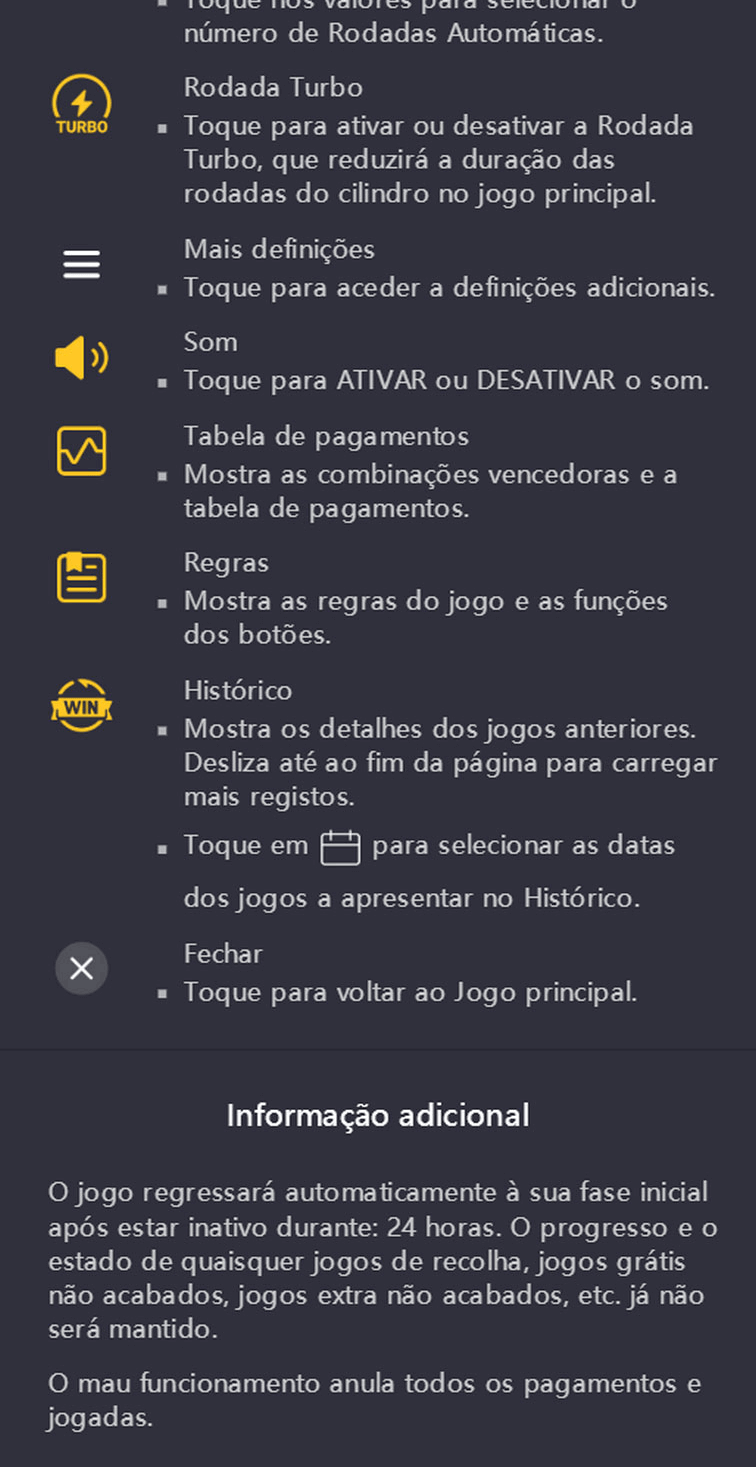 Toque nos valores para selecionar o
número de Rodadas Automáticas.
Rodada Turbo
TURBO
▪ Toque para ativar ou desativar a Rodada
Turbo, que reduzirá a duração das
rodadas do cilindro no jogo principal.
Mais definições
▪ Toque para aceder a definições adicionais.
Som
▪ Toque para ATIVAR ou DESATIVAR o som.
Tabela de pagamentos
▪ Mostra as combinações vencedoras e a
tabela de pagamentos.
Regras
▪ Mostra as regras do jogo e as funções
dos botões.
Histórico
WIN
▪ Mostra os detalhes dos jogos anteriores.
Desliza até ao fim da página para carregar
mais registos.
▪ Toque em para selecionar as datas
dos jogos a apresentar no Histórico.
Fechar
▪ Toque para voltar ao Jogo principal.
Informação adicional
O jogo regressará automaticamente à sua fase inicial
após estar inativo durante: 24 horas. O progresso e o
estado de quaisquer jogos de recolha, jogos grátis
não acabados, jogos extra não acabados, etc. já não
será mantido.
O mau funcionamento anula todos os pagamentos e
jogadas.